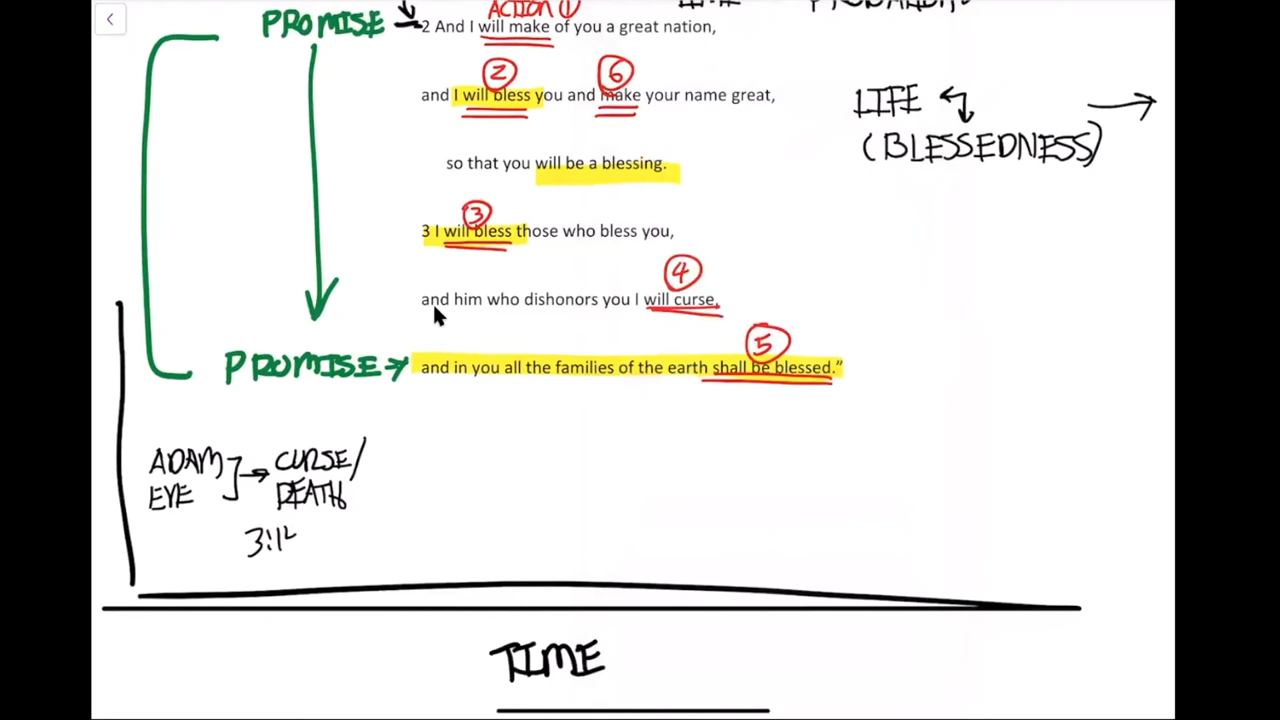 ACTION ①
PROMISE 2 And I will make of you a great nation,
② ⑥
and I will bless you and make your name great,
LIFE
(BLESSEDNESS)
so that you will be a blessing.
③
3 I will bless those who bless you,
④
and him who dishonors you I will curse,
⑤
PROMISE → and in you all the families of the earth shall be blessed.”
ADAM
EVE
→ CURSE/
DEATH
TIME